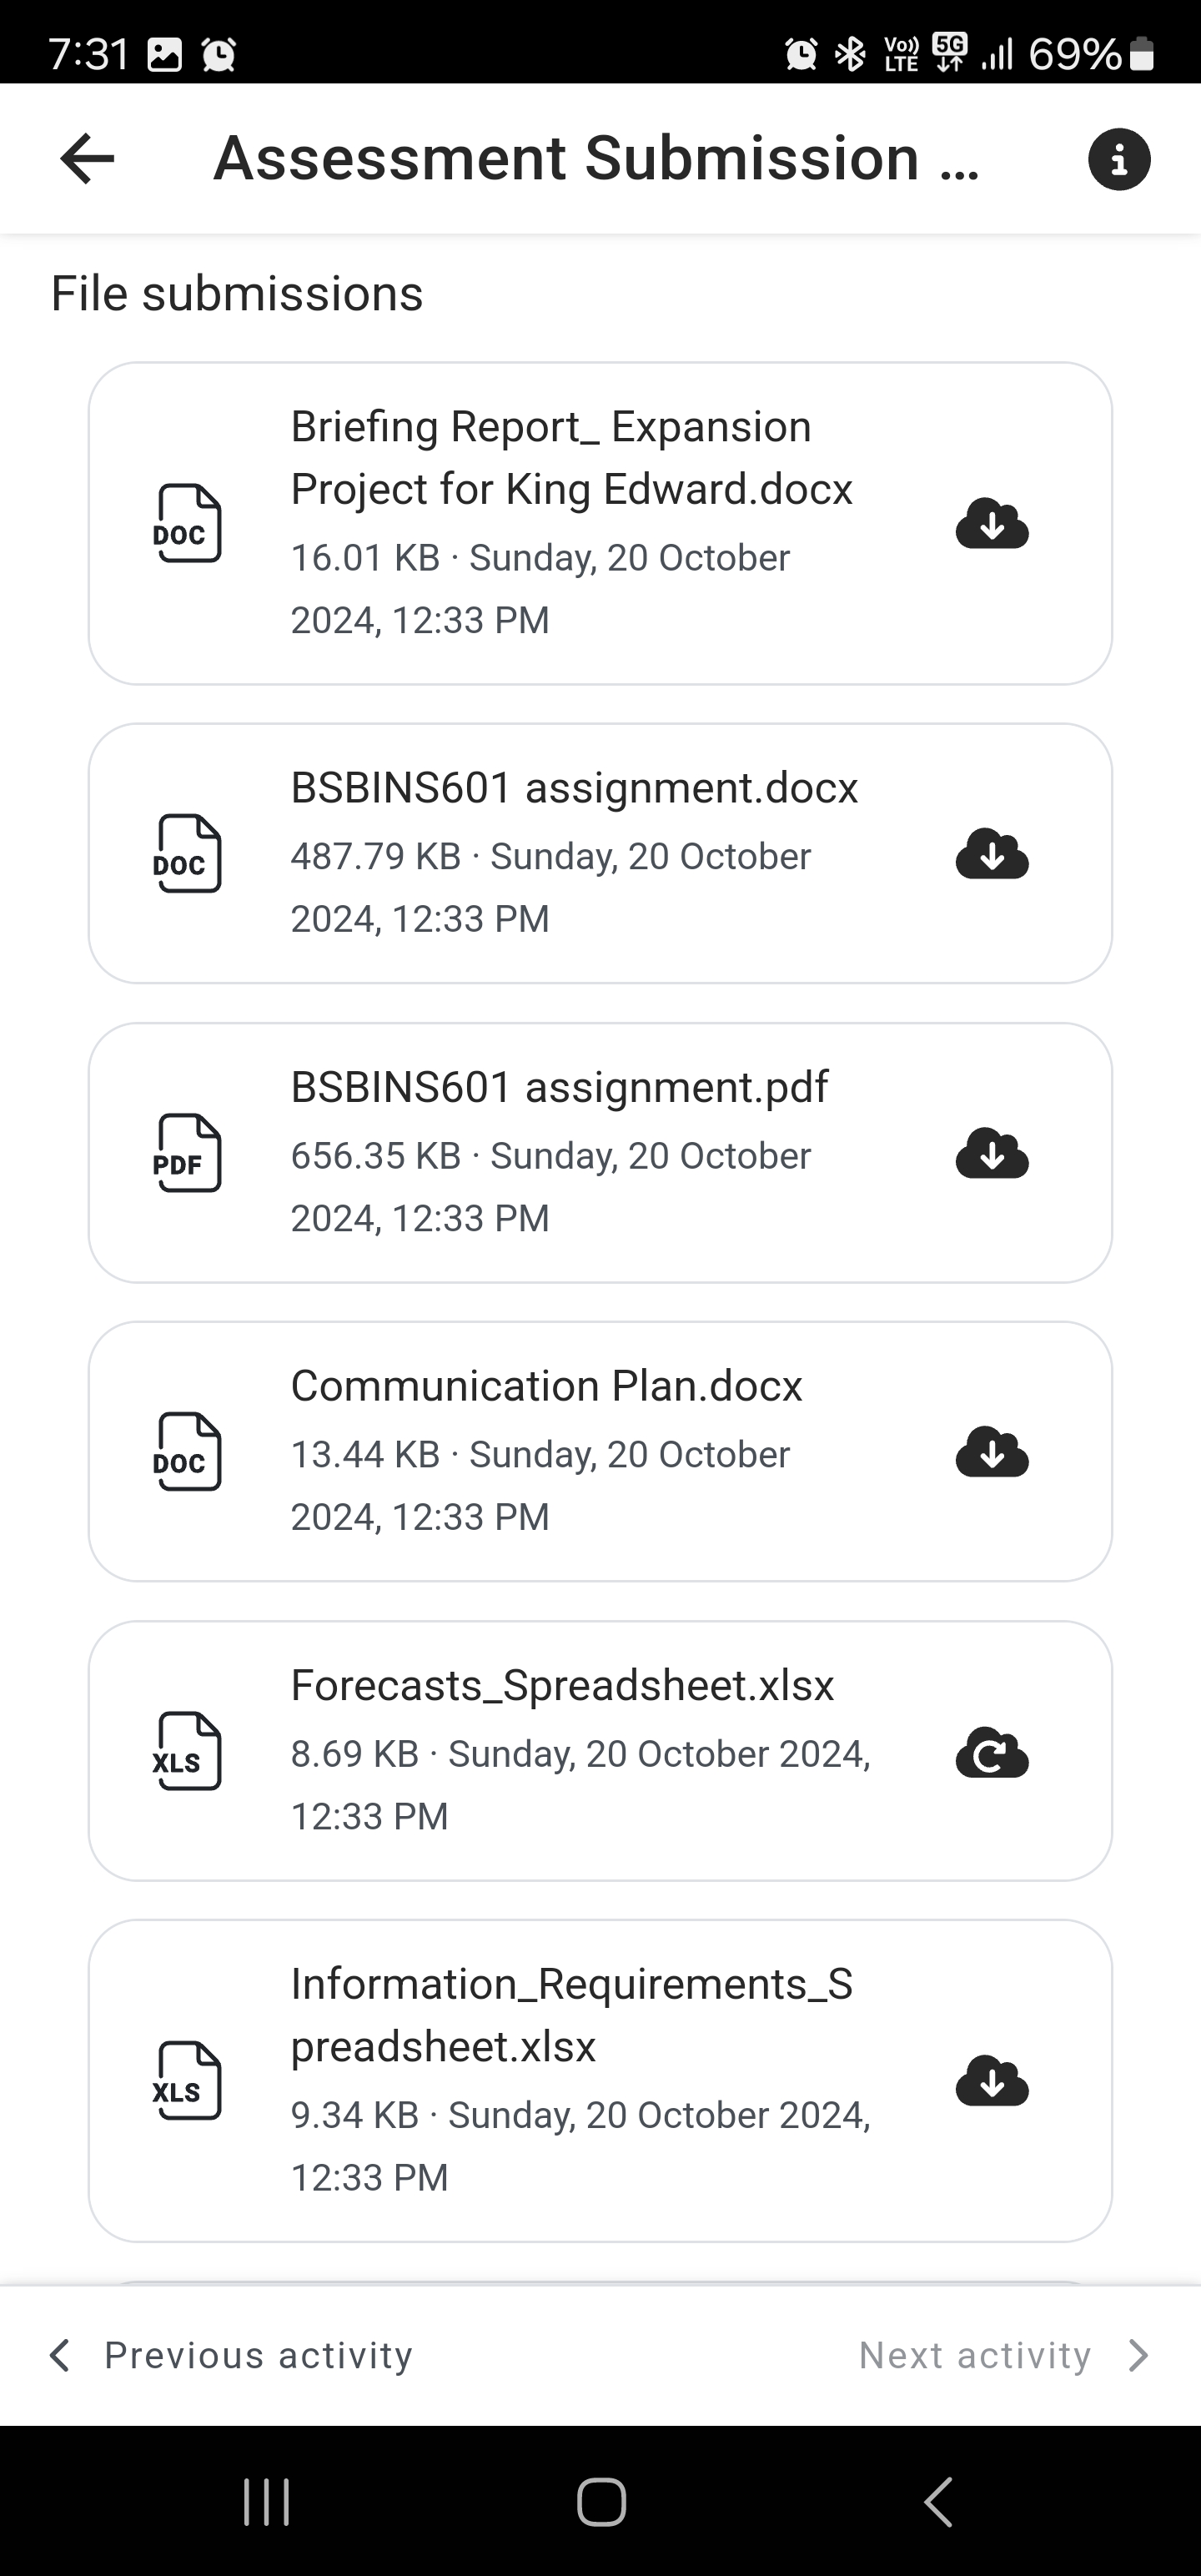 7:31 Vo)) LTE 5G 69%
Assessment Submission ...
File submissions
Briefing Report_ Expansion
Project for King Edward.docx
DOC
16.01 KB · Sunday, 20 October
2024, 12:33 PM
BSBINS601 assignment.docx
DOC
487.79 KB · Sunday, 20 October
2024, 12:33 PM
BSBINS601 assignment.pdf
PDF
656.35 KB · Sunday, 20 October
2024, 12:33 PM
Communication Plan.docx
DOC
13.44 KB · Sunday, 20 October
2024, 12:33 PM
Forecasts_Spreadsheet.xlsx
XLS
8.69 KB · Sunday, 20 October 2024,
12:33 PM
Information_Requirements_S
preadsheet.xlsx
XLS
9.34 KB · Sunday, 20 October 2024,
12:33 PM
Previous activity
Next activity